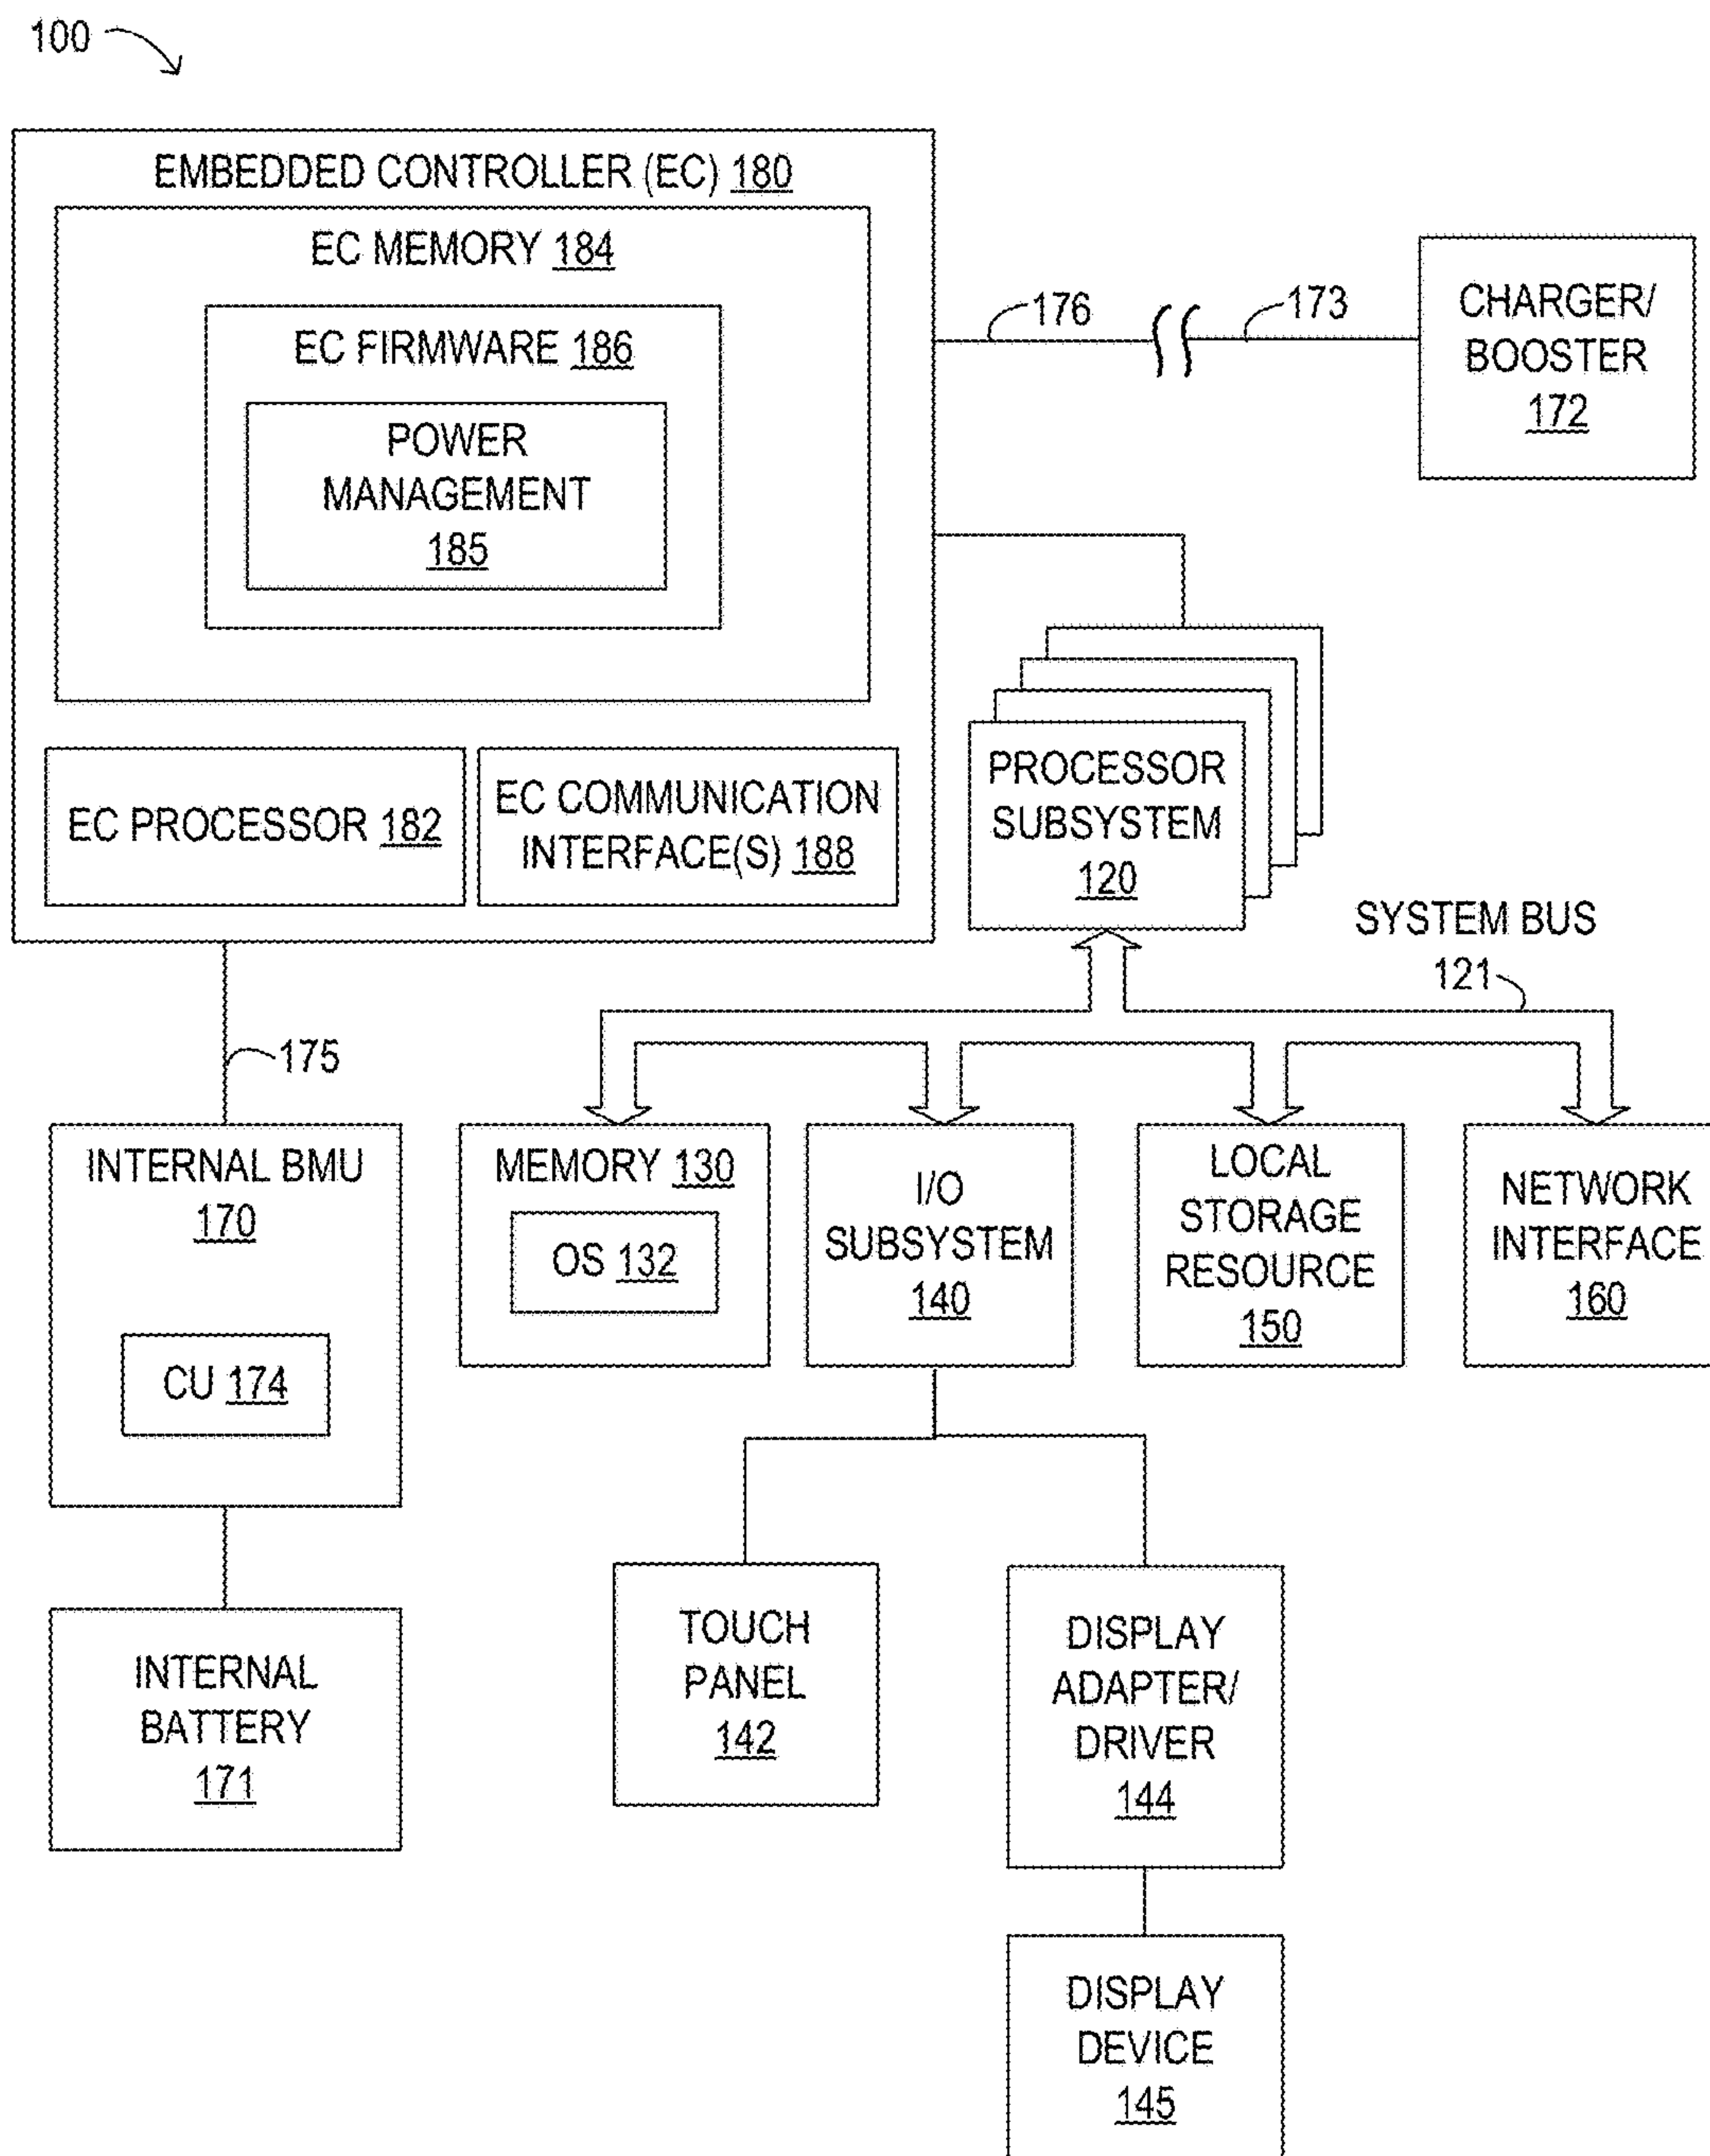 100
EMBEDDED CONTROLLER (EC) 180
EC MEMORY 184
EC FIRMWARE 186
POWER
MANAGEMENT
185
EC PROCESSOR 182
EC COMMUNICATION
INTERFACE(S) 188
176
173
CHARGER/
BOOSTER
172
PROCESSOR
SUBSYSTEM
120
SYSTEM BUS
121
175
INTERNAL BMU
170
CU 174
MEMORY 130
OS 132
I/O
SUBSYSTEM
140
LOCAL
STORAGE
RESOURCE
150
NETWORK
INTERFACE
160
INTERNAL
BATTERY
171
TOUCH
PANEL
142
DISPLAY
ADAPTER/
DRIVER
144
DISPLAY
DEVICE
145